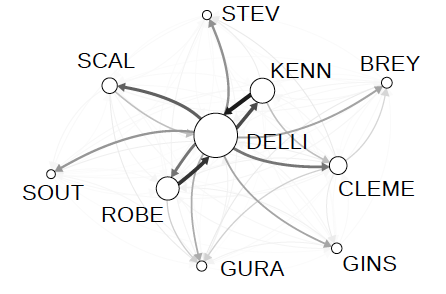 STEV
SCAL
KENN
BREY
DELLI
SOUT
ROBE
CLEME
GURA
GINS